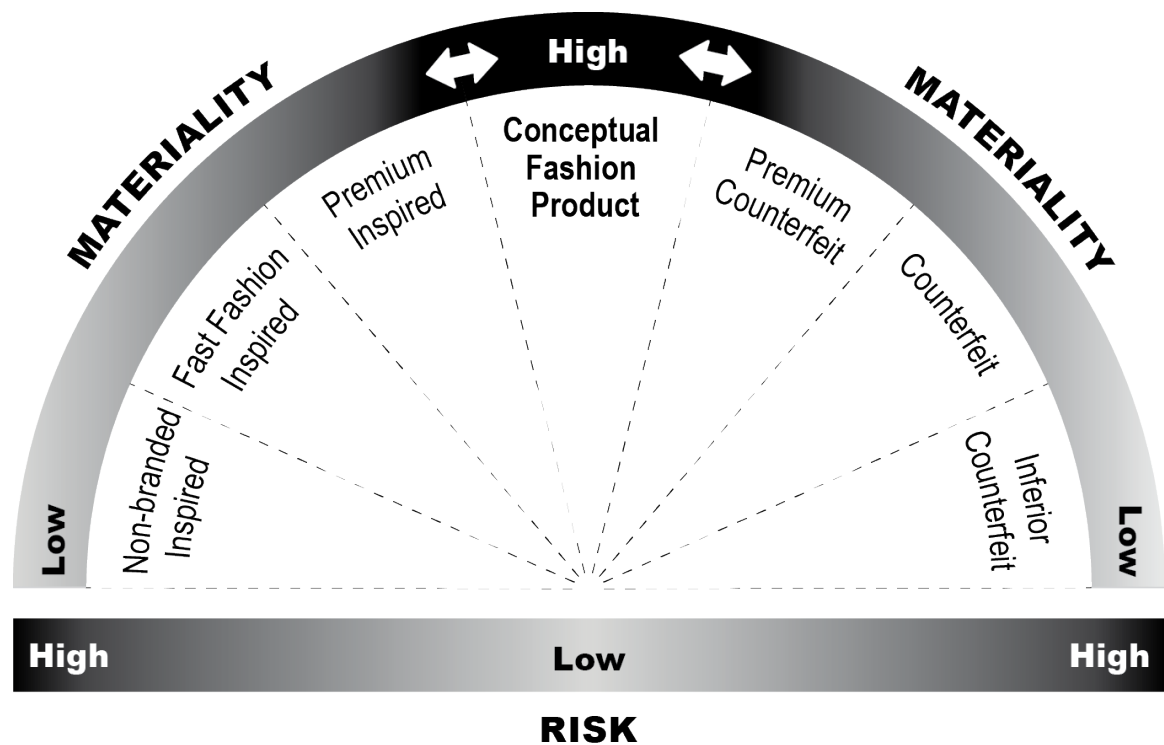 MATERIALITY
High
MATERIALITY
Conceptual
Fashion
Product
Premium
Inspired
Premium
Counterfeit
Fast Fashion
Inspired
Counterfeit
Non-branded
Inspired
Inferior
Counterfeit
Low
Low
High
Low
High
RISK